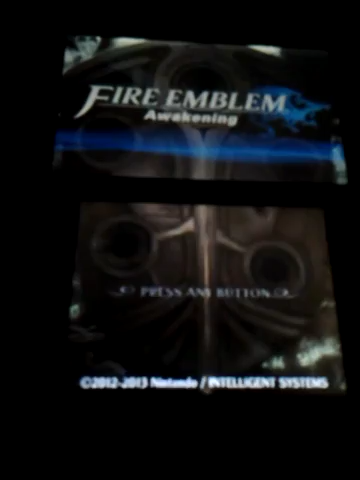 FIRE EMBLEM
Awakening
PRESS ANY BUTTON
©2012-2013 Nintendo / INTELLIGENT SYSTEMS